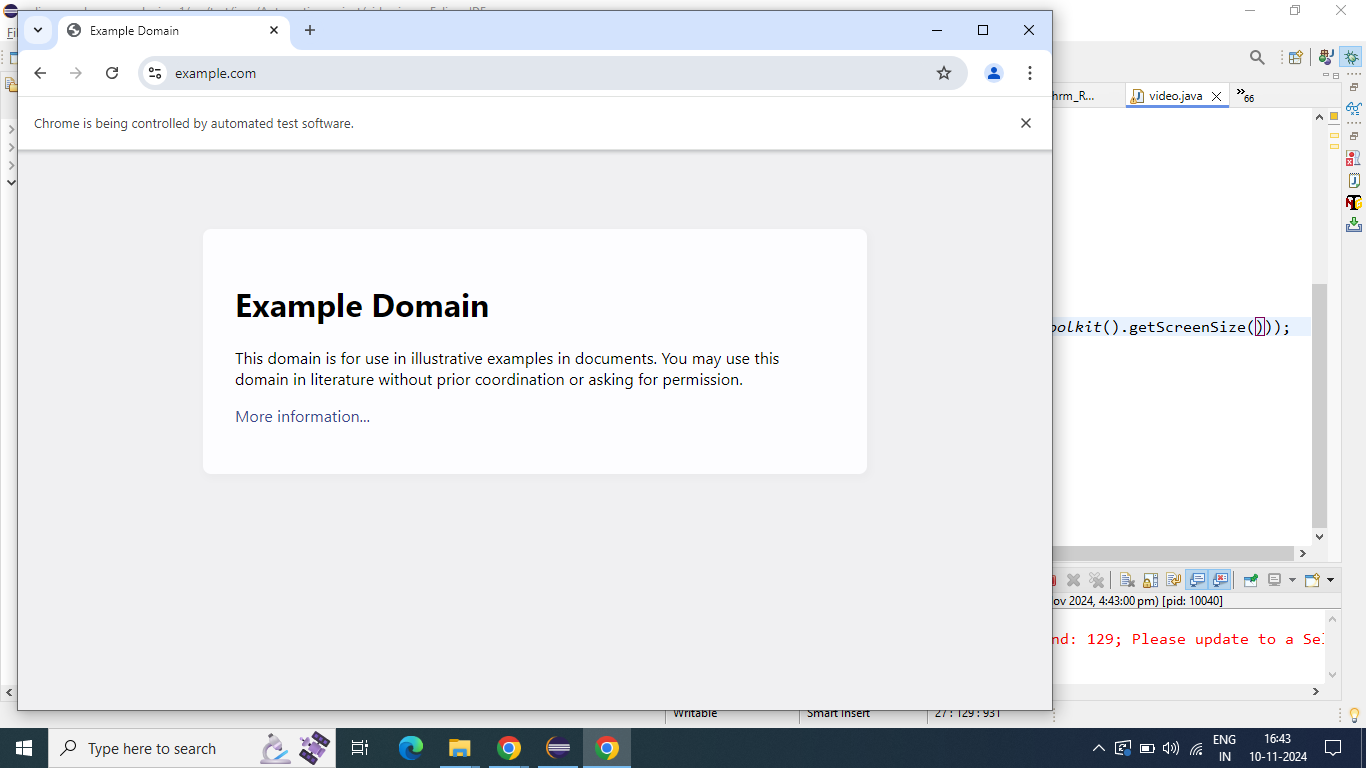 Example Domain
example.com
Chrome is being controlled by automated test software.
Example Domain
This domain is for use in illustrative examples in documents. You may use this
domain in literature without prior coordination or asking for permission.
More information...
hrm_R...
video.java
66
olkit().getScreenSize()));
ov 2024, 4:43:00 pm) [pid: 10040]
nd: 129; Please update to a Sel
Writable
Smart Insert
27 : 129 : 931
Type here to search
ENG
IN
16:43
10-11-2024